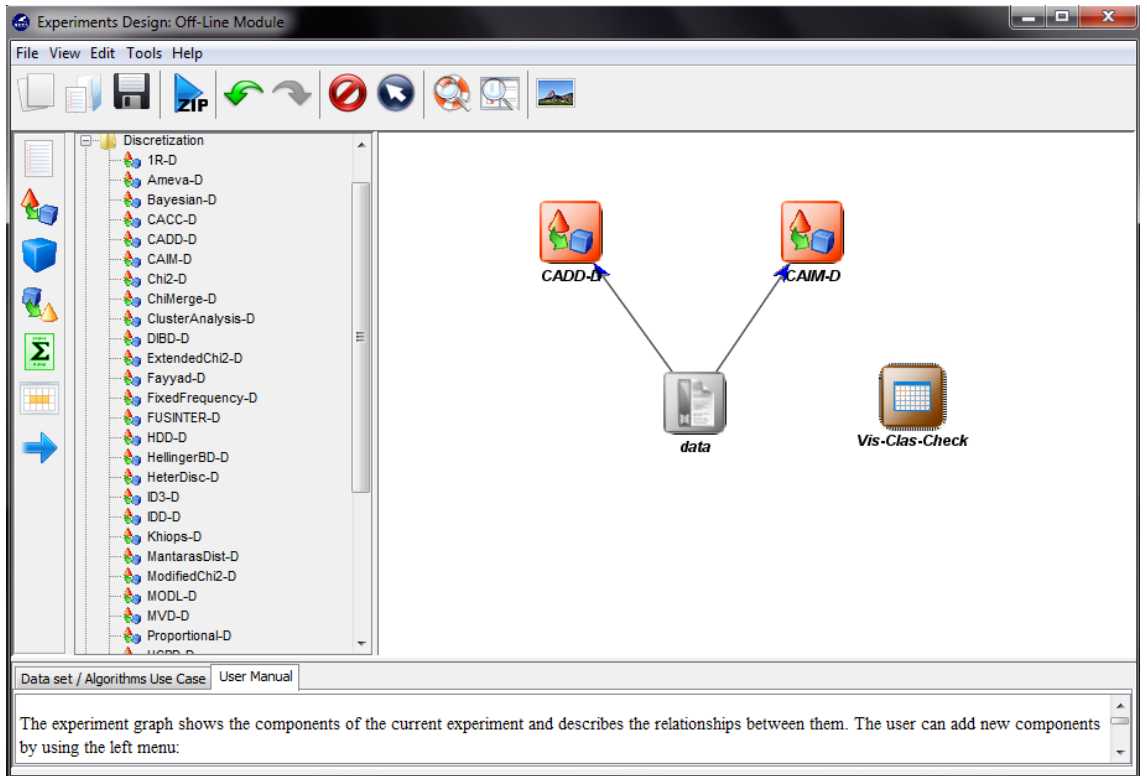 Experiments Design: Off-Line Module
File View Edit Tools Help
ZIP
Discretization
1R-D
Ameva-D
Bayesian-D
CACC-D
CADD-D
CAIM-D
Chi2-D
ChiMerge-D
ClusterAnalysis-D
DIBD-D
ExtendedChi2-D
Fayyad-D
FixedFrequency-D
FUSINTER-D
HDD-D
HellingerBD-D
HeterDisc-D
ID3-D
IDD-D
Khiops-D
MantarasDist-D
ModifiedChi2-D
MODL-D
MVD-D
Proportional-D
Σ
CADD-D
CAIM-D
data
Vis-Clas-Check
Data set / Algorithms Use Case
User Manual
The experiment graph shows the components of the current experiment and describes the relationships between them. The user can add new components
by using the left menu: